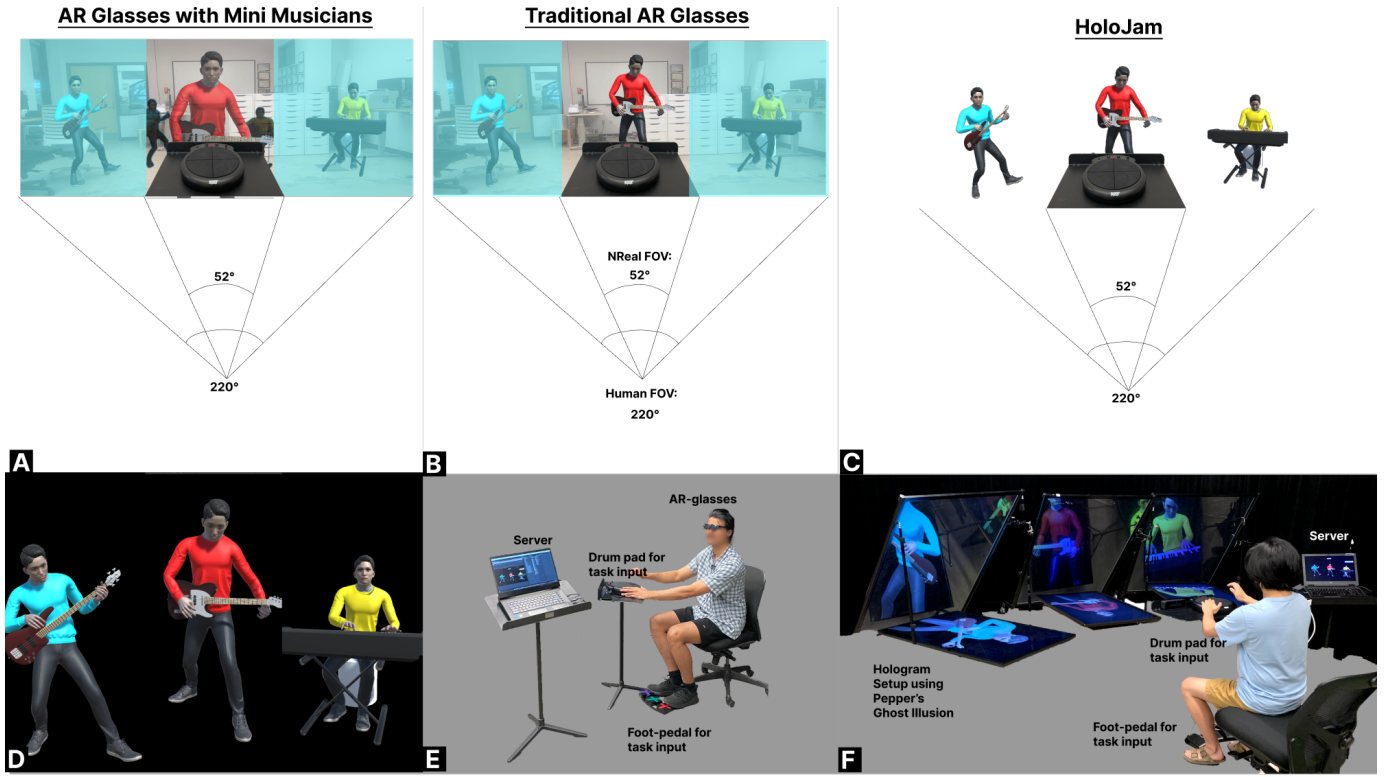 AR Glasses with Mini Musicians
52°
220°
A
Traditional AR Glasses
NReal FOV:
52°
Human FOV:
220°
B
HoloJam
52°
220°
C
D
AR-glasses
Server
Drum pad for
task input
Foot-pedal for
task input
E
Server
Drum pad for
task input
Hologram
Setup using
Pepper's
Ghost Illusion
Foot-pedal for
task input
F